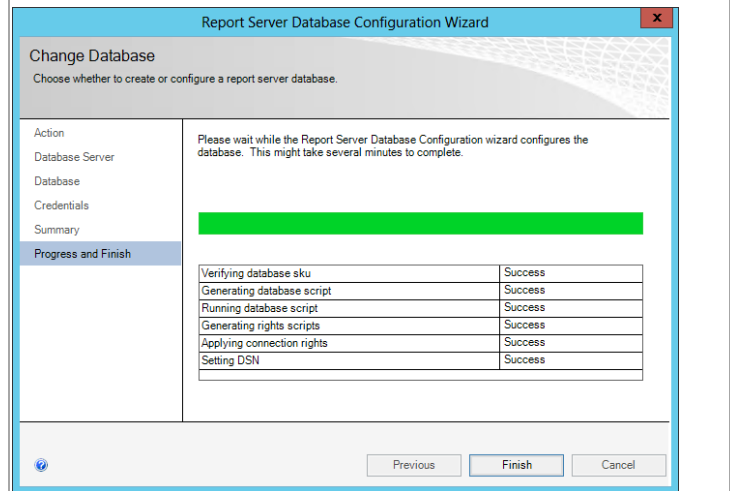 Report Server Database Configuration Wizard
x
Change Database
Choose whether to create or configure a report server database.
Action
Database Server
Database
Credentials
Summary
Progress and Finish
Please wait while the Report Server Database Configuration wizard configures the
database. This might take several minutes to complete.
Verifying database sku Success
Generating database script Success
Running database script Success
Generating rights scripts Success
Applying connection rights Success
Setting DSN Success
? Previous Finish Cancel